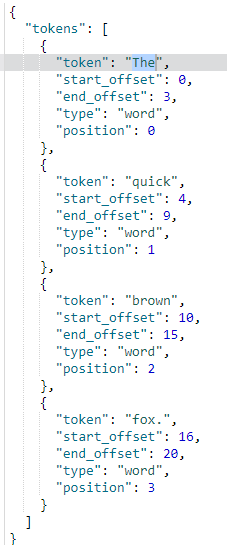 {
  "tokens": [
    {
      "token": "The",
      "start_offset": 0,
      "end_offset": 3,
      "type": "word",
      "position": 0
    },
    {
      "token": "quick",
      "start_offset": 4,
      "end_offset": 9,
      "type": "word",
      "position": 1
    },
    {
      "token": "brown",
      "start_offset": 10,
      "end_offset": 15,
      "type": "word",
      "position": 2
    },
    {
      "token": "fox.",
      "start_offset": 16,
      "end_offset": 20,
      "type": "word",
      "position": 3
    }
  ]
}